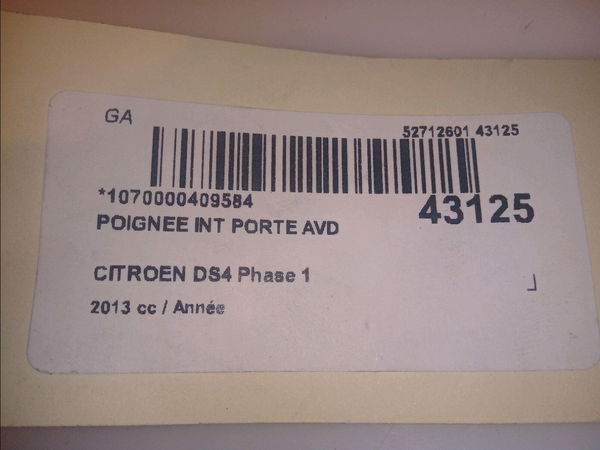 GA
52712601 43125
*1070000409584
43125
POIGNEE INT PORTE AVD
CITROEN DS4 Phase 1
2013 cc / Année